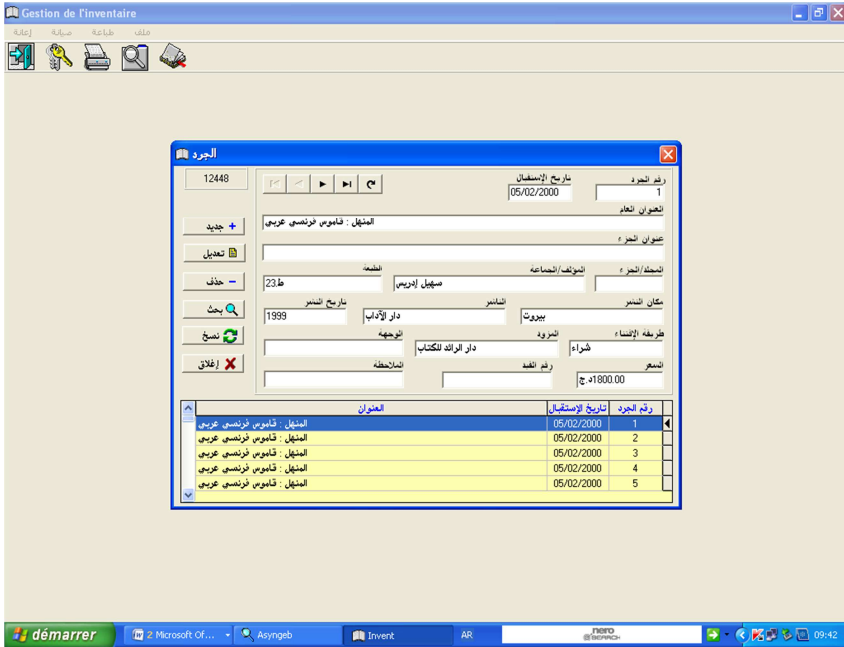 Gestion de l'inventaire
ملف طباعة صيانة إعانة
الجرد
12448
رقم الجرد
1
تاريخ الإستقبال
05/02/2000
العنوان العام
المنهل : قاموس فرنسي عربي
عنوان الجزء
المجلد/الجزء
المؤلف/الجماعة
سهيل إدريس
الطبعة
ط.23
مكان النشر
بيروت
الناشر
دار الآداب
تاريخ النشر
1999
طريقة الإقتناء
شراء
المزود
دار الرائد للكتاب
الوجهة
السعر
1800.00د.ج
رقم القيد
الملاحظة
جديد
تعديل
حذف
بحث
نسخ
إغلاق
رقم الجرد تاريخ الإستقبال العنوان
1 05/02/2000 المنهل : قاموس فرنسي عربي
2 05/02/2000 المنهل : قاموس فرنسي عربي
3 05/02/2000 المنهل : قاموس فرنسي عربي
4 05/02/2000 المنهل : قاموس فرنسي عربي
5 05/02/2000 المنهل : قاموس فرنسي عربي
démarrer 2 Microsoft Of... Asyngeb Invent AR nero SEARCH 09:42